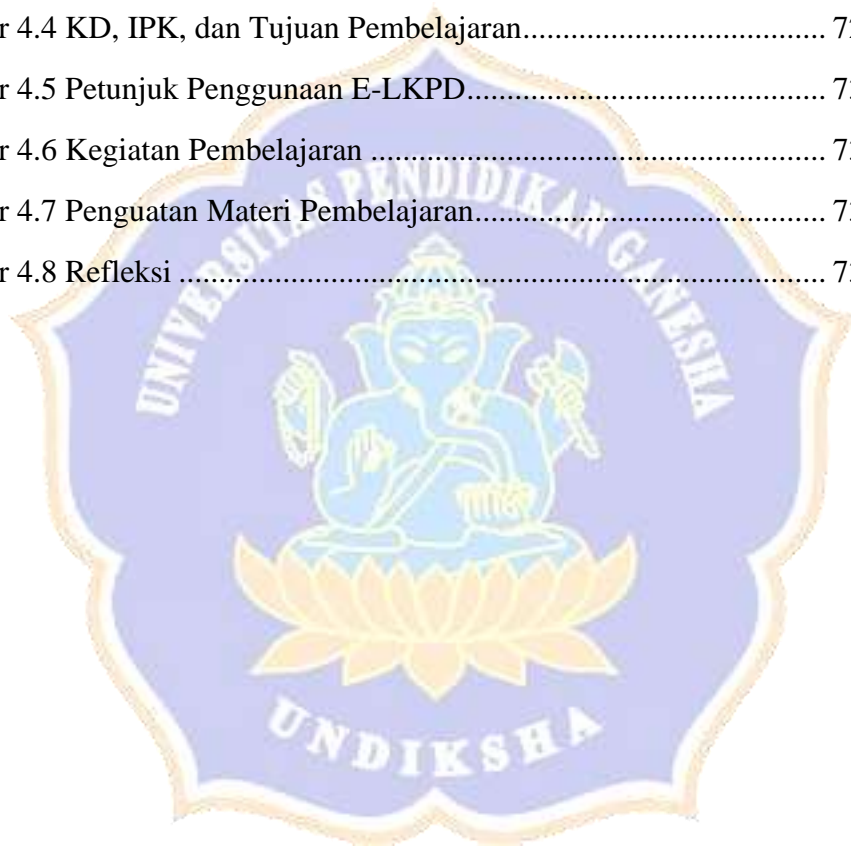 r 4.4 KD, IPK, dan Tujuan Pembelajaran.................................. 7
r 4.5 Petunjuk Penggunaan E-LKPD......................................... 7
r 4.6 Kegiatan Pembelajaran .................................................... 7
r 4.7 Penguatan Materi Pembelajaran........................................ 7
r 4.8 Refleksi ........................................................................... 7
UNIVERSITAS PENDIDIKAN GANESHA
UNDIKSHA